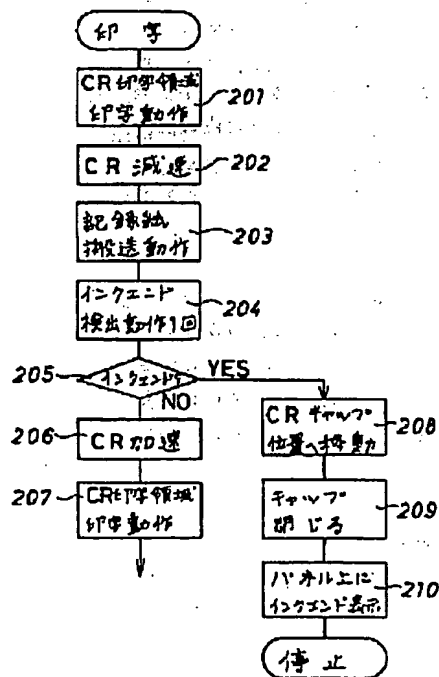 印字
CR印字領域
印字動作
201
CR減速
202
記録紙
搬送動作
203
インクエンド
検出動作1回
204
205
インクエンド?
YES
NO
206
CR加速
207
CR印字領域
印字動作
CRキャップ
位置へ移動
208
キャップ
閉じる
209
パネル上に
インクエンド表示
210
停止